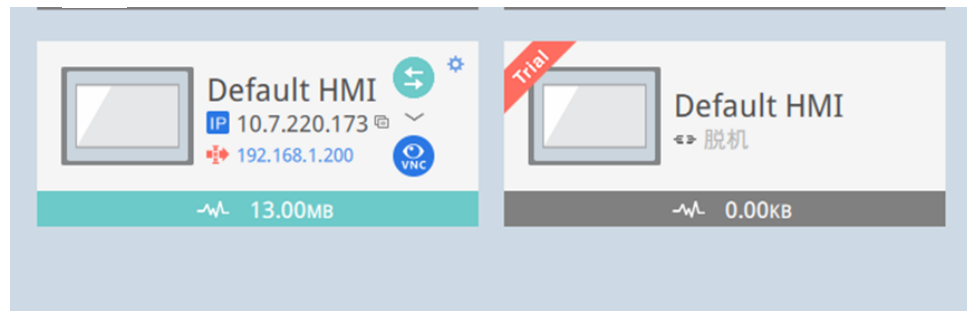 Default HMI
IP 10.7.220.173
192.168.1.200
VNC
13.00MB
Trial
Default HMI
脱机
0.00KB